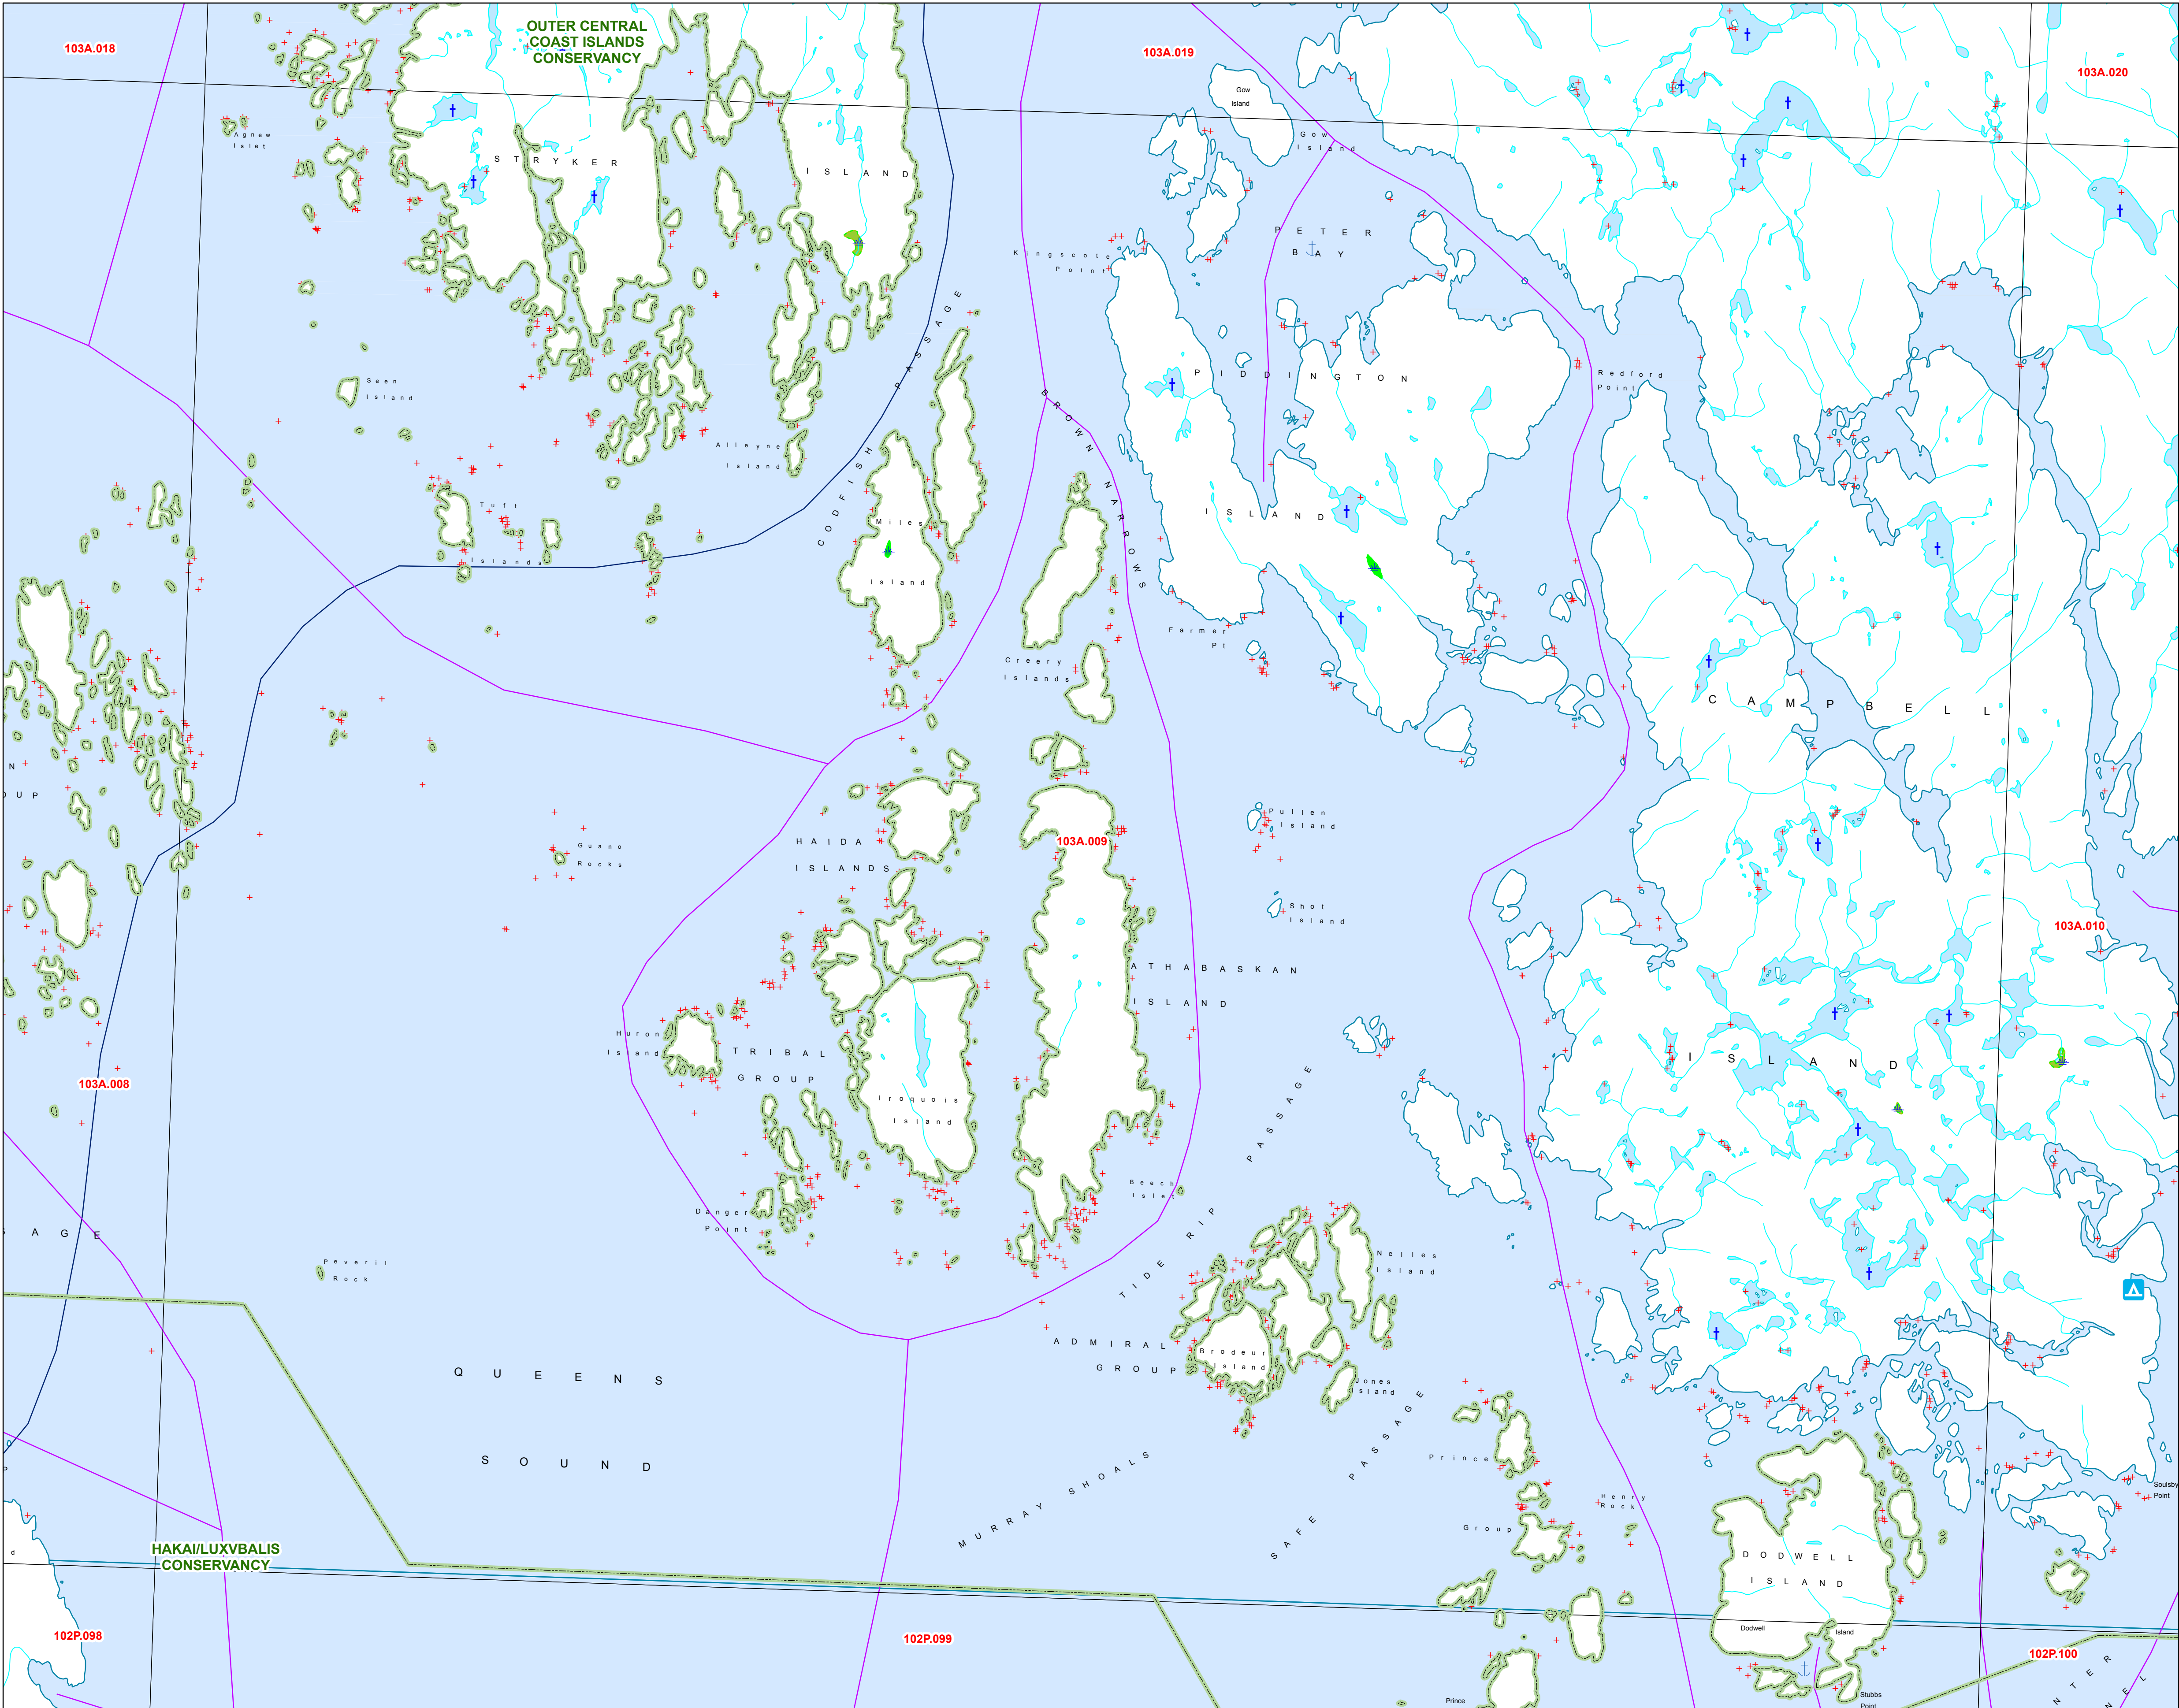 OUTER CENTRAL
COAST ISLANDS
CONSERVANCY
103A.018
103A.019
103A.020
Gow
Island
Gow
Island
Agnew
Islet
STRYKER
ISLAND
PETER
BAY
Kingscote
Point
CODFISH PASSAGE
BROWN NARROWS
PIDDINGTON
ISLAND
Redford
Point
Seen
Island
Alleyne
Island
Tuft
Islands
Miles
Island
Farmer
Pt
Creery
Islands
CAMPBELL
ISLAND
N
UP
Pullen
Island
HAIDA
ISLANDS
103A.009
Guano
Rocks
Shot
Island
103A.010
ATHABASKAN
ISLAND
Huron
Island
TRIBAL
GROUP
Iroquois
Island
103A.008
TIDE RIP PASSAGE
Beech
Islet
Danger
Point
AGE
Peveril
Rock
Nelles
Island
ADMIRAL
GROUP
Brodeur
Island
Jones
Island
QUEENS
SOUND
MURRAY SHOALS
SAFE PASSAGE
Prince
Group
Henry
Rock
Soulsby
Point
HAKAI/LUXVBALIS
CONSERVANCY
d
DODWELL
ISLAND
Dodwell
Island
102P.098
102P.099
102P.100
NTER
NEL
Prince
Stubbs
Point